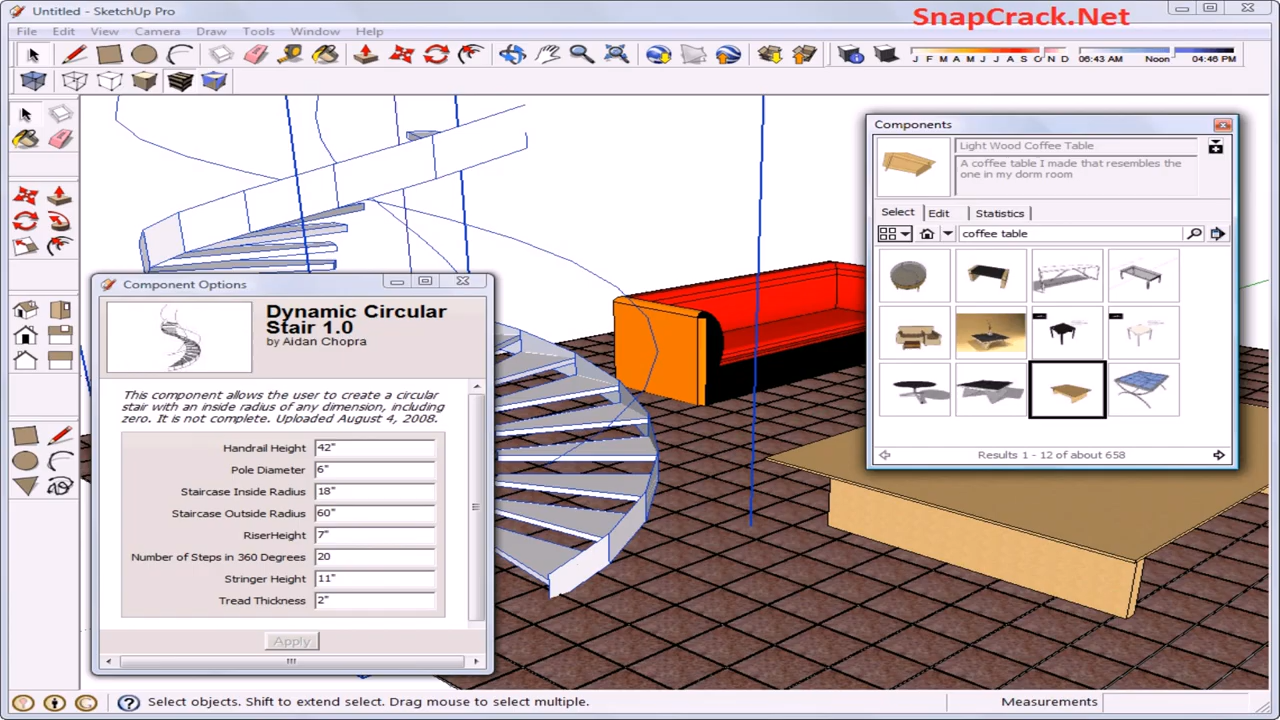 Untitled - SketchUp Pro
SnapCrack.Net
File Edit View Camera Draw Tools Window Help
J F M A M J J A S O N D 06:43 AM Noon 04:46 PM
Components
Light Wood Coffee Table
A coffee table I made that resembles the
one in my dorm room
Select Edit Statistics
coffee table
Results 1 - 12 of about 658
Component Options
Dynamic Circular
Stair 1.0
by Aidan Chopra
This component allows the user to create a circular
stair with an inside radius of any dimension, including
zero. It is not complete. Uploaded August 4, 2008.
Handrail Height 42"
Pole Diameter 6"
Staircase Inside Radius 18"
Staircase Outside Radius 60"
RiserHeight 7"
Number of Steps in 360 Degrees 20
Stringer Height 11"
Tread Thickness 2"
Apply
Select objects. Shift to extend select. Drag mouse to select multiple.
Measurements